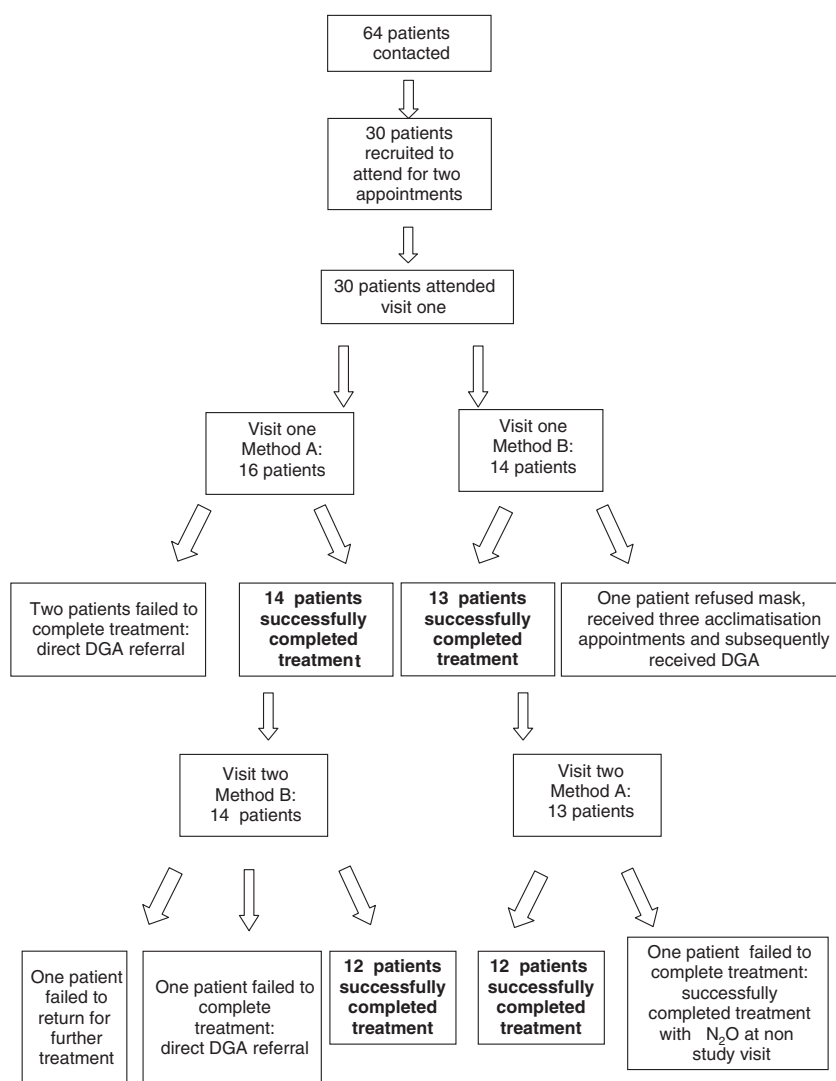 64 patients
contacted
30 patients
recruited to
attend for two
appointments
30 patients attended
visit one
Visit one
Method A:
16 patients
Visit one
Method B:
14 patients
Two patients failed to
complete treatment:
direct DGA referral
14 patients
successfully
completed
treatment
13 patients
successfully
completed
treatment
One patient refused mask,
received three acclimatisation
appointments and subsequently
received DGA
Visit two
Method B:
14 patients
Visit two
Method A:
13 patients
One patient
failed to
return for
further
treatment
One patient failed to
complete
treatment:
direct DGA referral
12 patients
successfully
completed
treatment
12 patients
successfully
completed
treatment
One patient failed to
complete treatment:
successfully
completed treatment
with N₂O at non
study visit